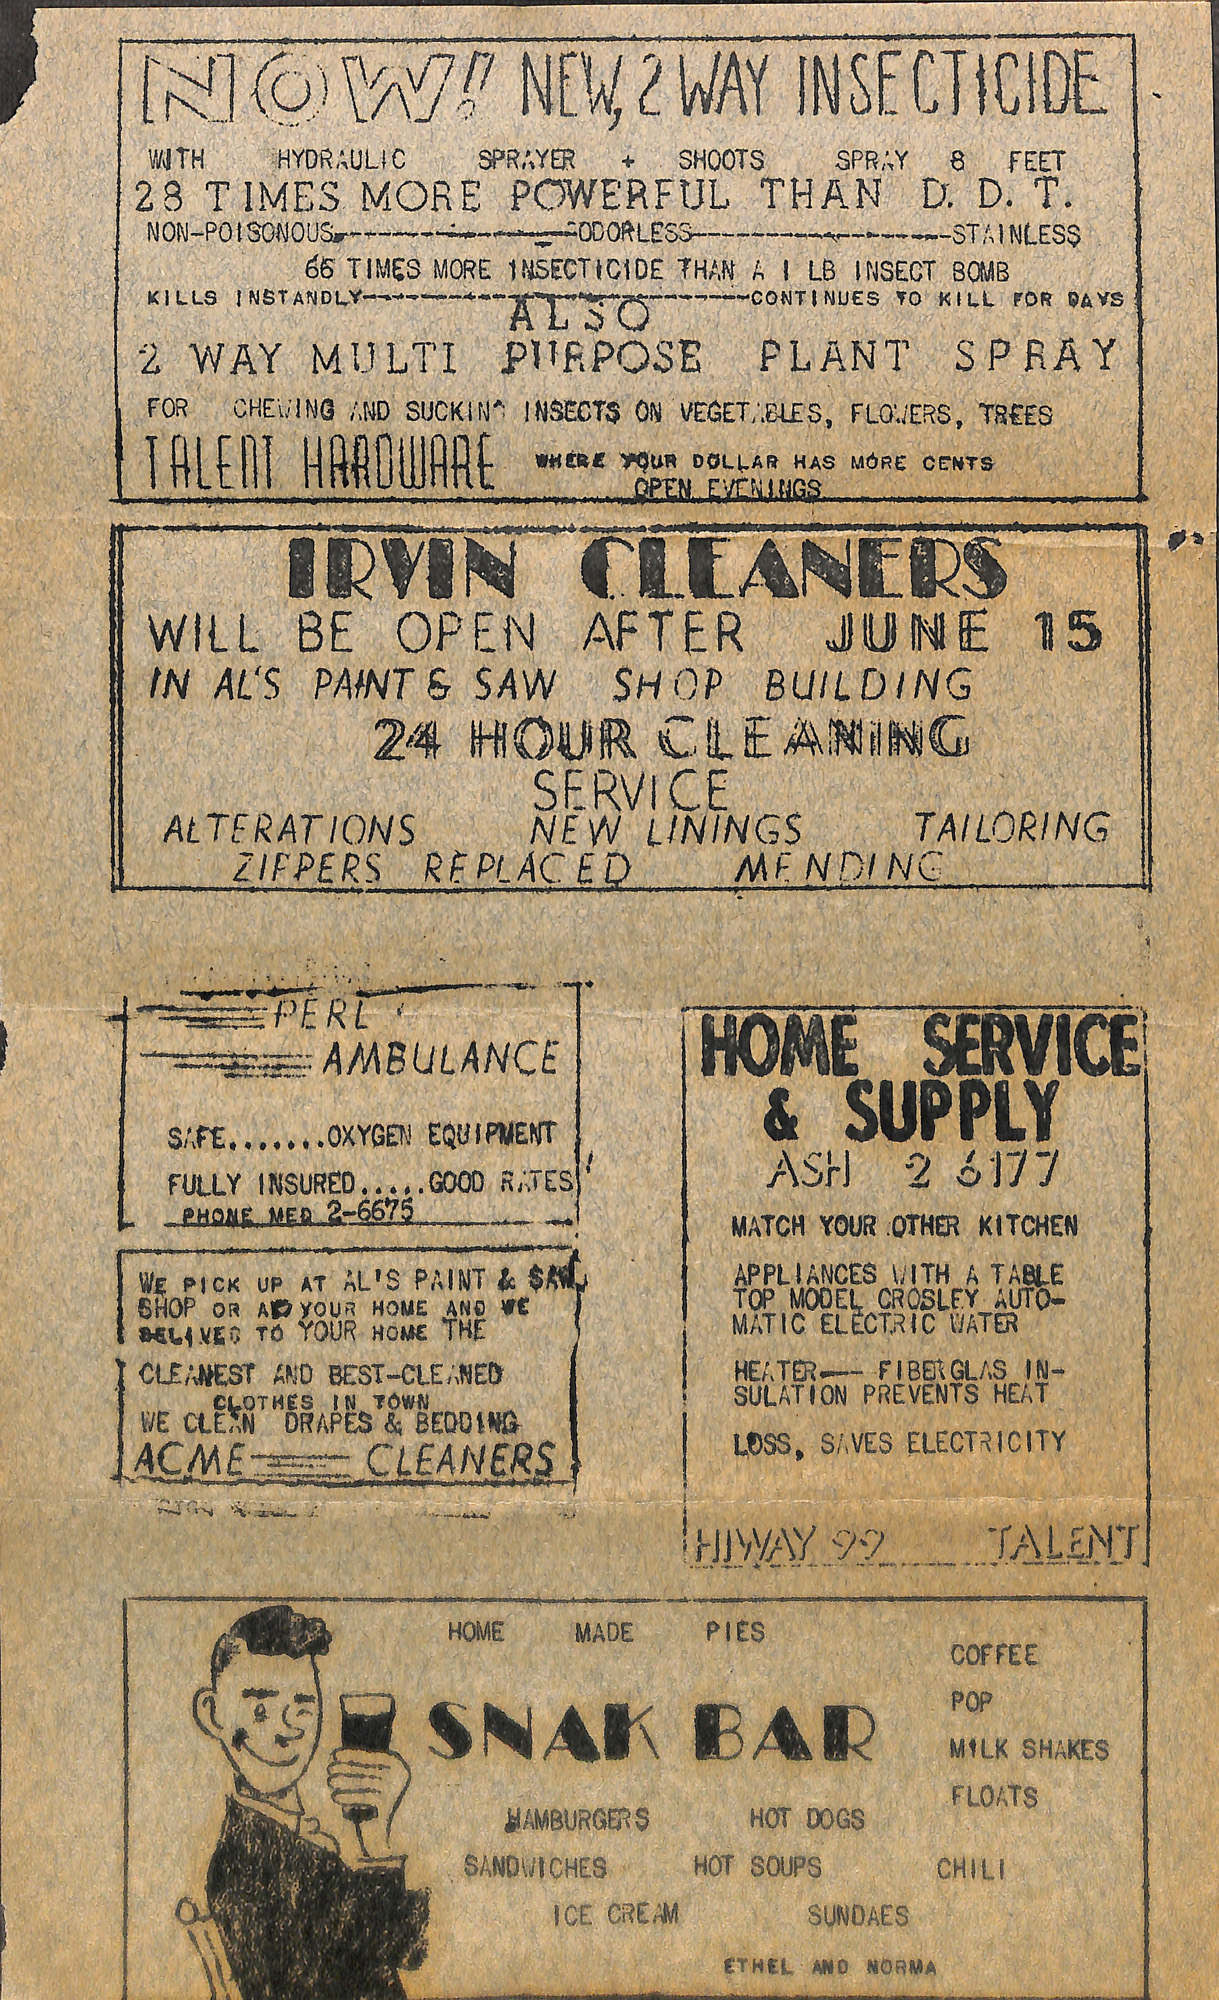 NOW!! NEW, 2 WAY INSECTICIDE
WITH HYDRAULIC SPRAYER + SHOOTS SPRAY 8 FEET
28 TIMES MORE POWERFUL THAN D. D. T.
NON-POISONOUS--------------------ODORLESS----------------------STAINLESS
66 TIMES MORE INSECTICIDE THAN A 1 LB INSECT BOMB
KILLS INSTANDLY------------------------------CONTINUES TO KILL FOR DAYS
ALSO
2 WAY MULTI PURPOSE PLANT SPRAY
FOR CHEWING AND SUCKING INSECTS ON VEGETABLES, FLOWERS, TREES
TALENT HARDWARE WHERE YOUR DOLLAR HAS MORE CENTS
OPEN EVENINGS
IRVIN CLEANERS
WILL BE OPEN AFTER JUNE 15
IN AL'S PAINT & SAW SHOP BUILDING
24 HOUR CLEANING
SERVICE
ALTERATIONS NEW LININGS TAILORING
ZIPPERS REPLACED MENDING
PERL
AMBULANCE
SAFE.......OXYGEN EQUIPMENT
FULLY INSURED.....GOOD RATES
PHONE MED 2-6675
WE PICK UP AT AL'S PAINT & SAW
SHOP OR AT YOUR HOME AND WE
DELIVER TO YOUR HOME THE
CLEANEST AND BEST-CLEANED
CLOTHES IN TOWN
WE CLEAN DRAPES & BEDDING
ACME CLEANERS
HOME SERVICE
& SUPPLY
ASH 2 6177
MATCH YOUR OTHER KITCHEN
APPLIANCES WITH A TABLE
TOP MODEL CROSLEY AUTO-
MATIC ELECTRIC WATER
HEATER-- FIBERGLAS IN-
SULATION PREVENTS HEAT
LOSS, SAVES ELECTRICITY
HIWAY 99 TALENT
HOME MADE PIES
SNAK BAR
COFFEE
POP
MILK SHAKES
FLOATS
HAMBURGERS HOT DOGS
SANDWICHES HOT SOUPS CHILI
ICE CREAM SUNDAES
ETHEL AND NORMA